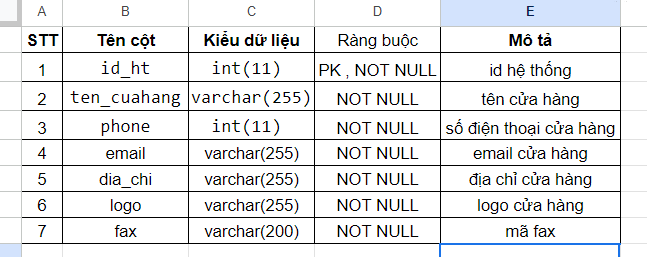 A B C D E
STT Tên cột Kiểu dữ liệu Ràng buộc Mô tả
1 id_ht int(11) PK , NOT NULL id hệ thống
2 ten_cuahang varchar(255) NOT NULL tên cửa hàng
3 phone int(11) NOT NULL số điện thoại cửa hàng
4 email varchar(255) NOT NULL email cửa hàng
5 dia_chi varchar(255) NOT NULL địa chỉ cửa hàng
6 logo varchar(255) NOT NULL logo cửa hàng
7 fax varchar(200) NOT NULL mã fax